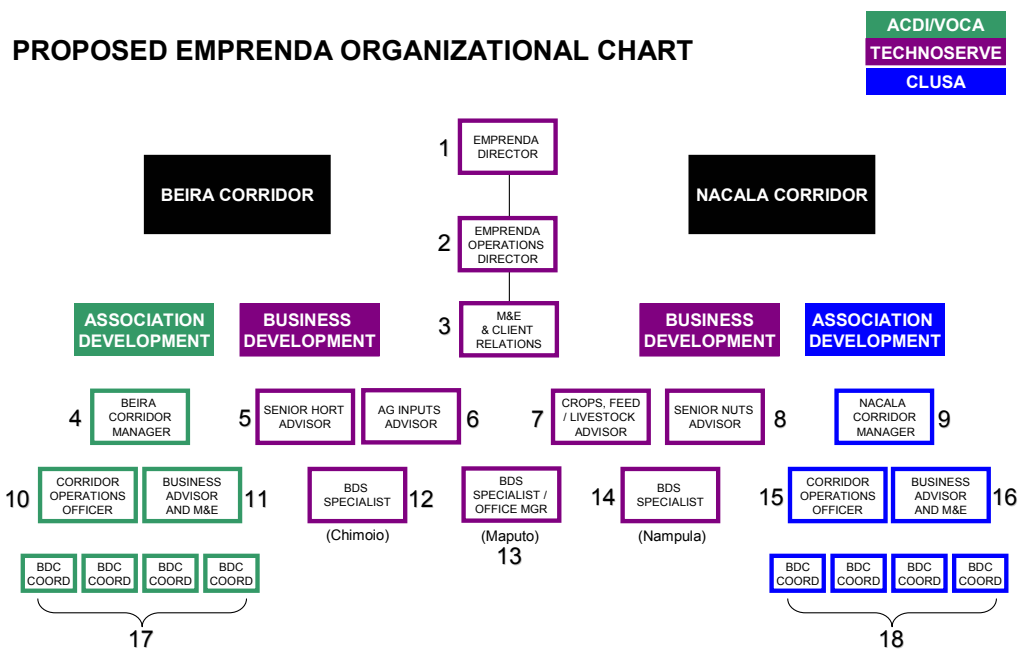 ACDI/VOCA
PROPOSED EMPRENDA ORGANIZATIONAL CHART
TECHNOSERVE
CLUSA
1
EMPRENDA
DIRECTOR
BEIRA CORRIDOR
NACALA CORRIDOR
2
EMPRENDA
OPERATIONS
DIRECTOR
ASSOCIATION
DEVELOPMENT
BUSINESS
DEVELOPMENT
3
M&E
& CLIENT
RELATIONS
BUSINESS
DEVELOPMENT
ASSOCIATION
DEVELOPMENT
4
BEIRA
CORRIDOR
MANAGER
5
SENIOR HORT
ADVISOR
AG INPUTS
ADVISOR
6
7
CROPS, FEED
/ LIVESTOCK
ADVISOR
SENIOR NUTS
ADVISOR
8
NACALA
CORRIDOR
MANAGER
9
10
CORRIDOR
OPERATIONS
OFFICER
BUSINESS
ADVISOR
AND M&E
11
BDS
SPECIALIST
12
(Chimoio)
BDS
SPECIALIST /
OFFICE MGR
(Maputo)
13
14
BDS
SPECIALIST
(Nampula)
15
CORRIDOR
OPERATIONS
OFFICER
BUSINESS
ADVISOR
AND M&E
16
BDC
COORD
BDC
COORD
BDC
COORD
BDC
COORD
17
BDC
COORD
BDC
COORD
BDC
COORD
BDC
COORD
18